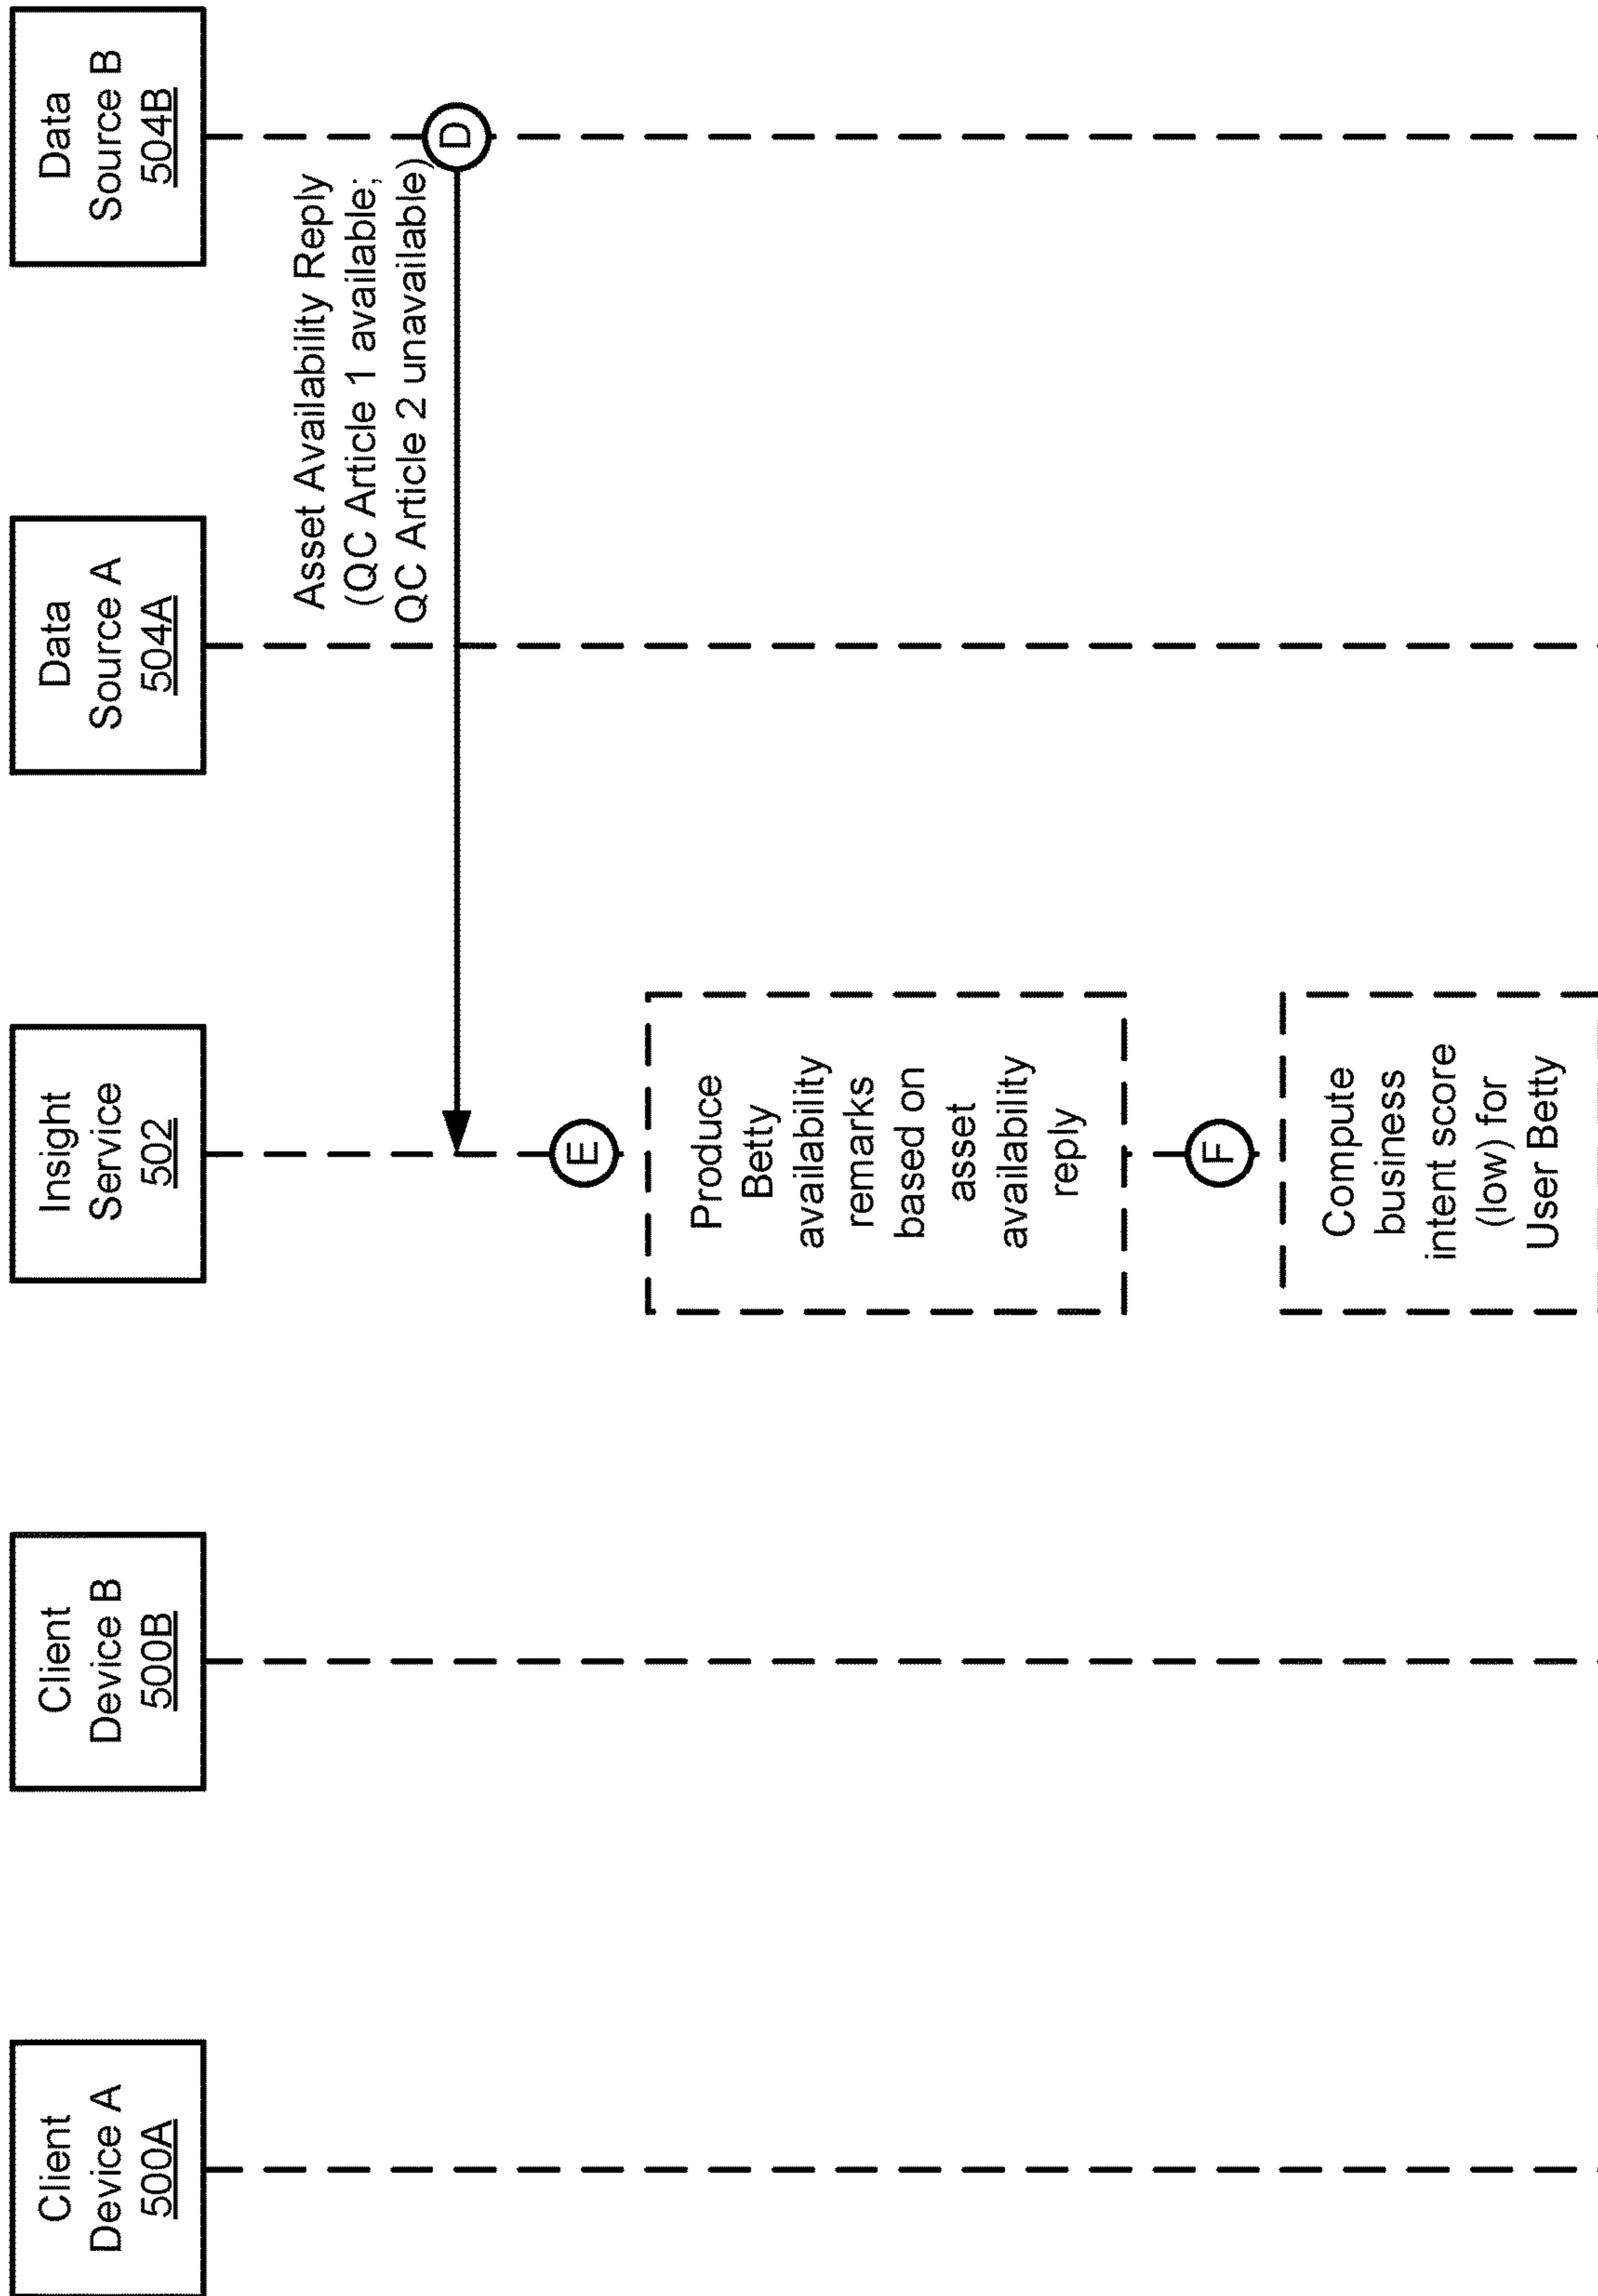 Client
Device A
500A
Client
Device B
500B
Insight
Service
502
Data
Source A
504A
Data
Source B
504B
Asset Availability Reply
(QC Article 1 available;
QC Article 2 unavailable)
D
E
Produce
Betty
availability
remarks
based on
asset
availability
reply
F
Compute
business
intent score
(low) for
User Betty